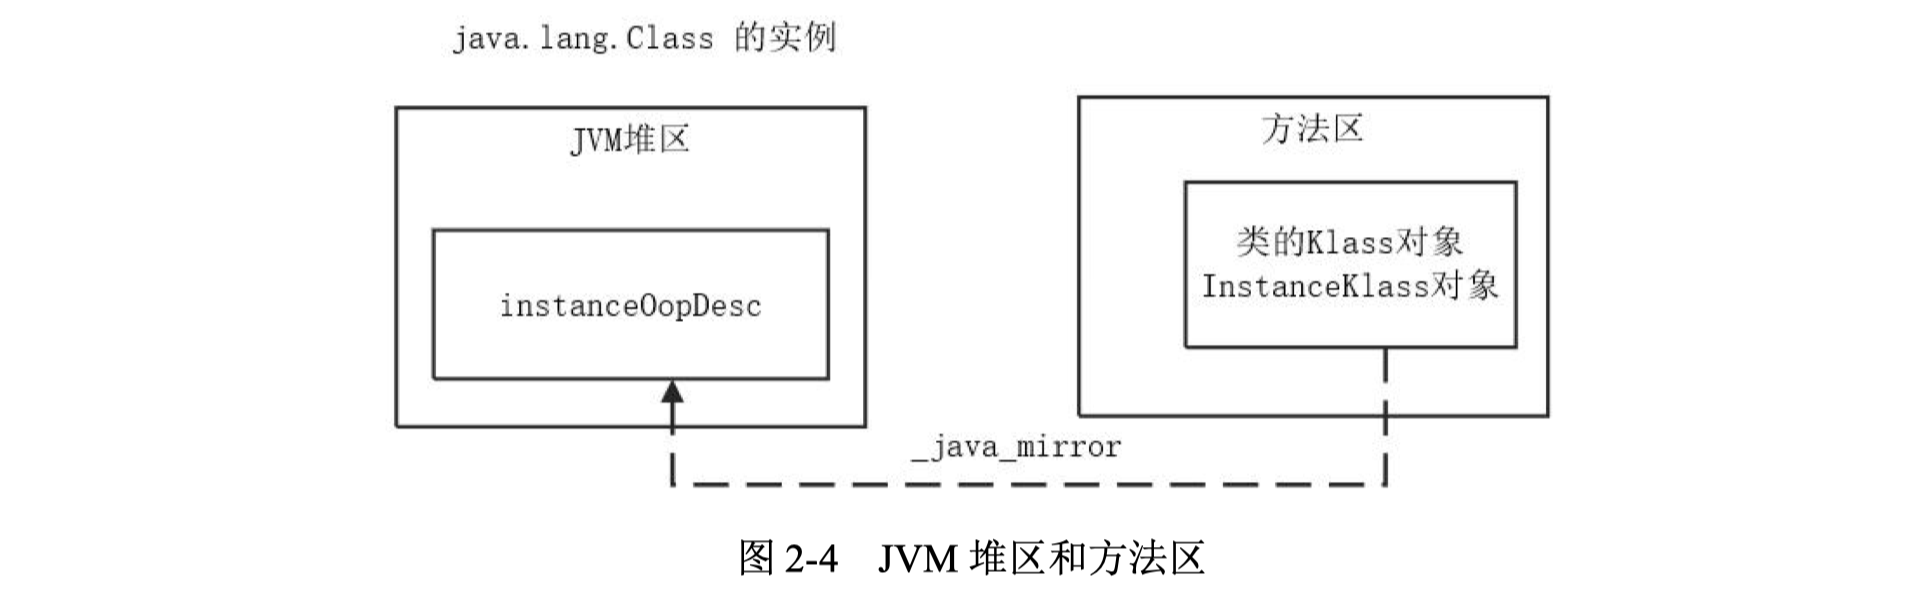 java.lang.Class 的实例
JVM堆区
方法区
类的Klass对象
InstanceKlass对象
instanceOopDesc
_java_mirror
图 2-4 JVM 堆区和方法区